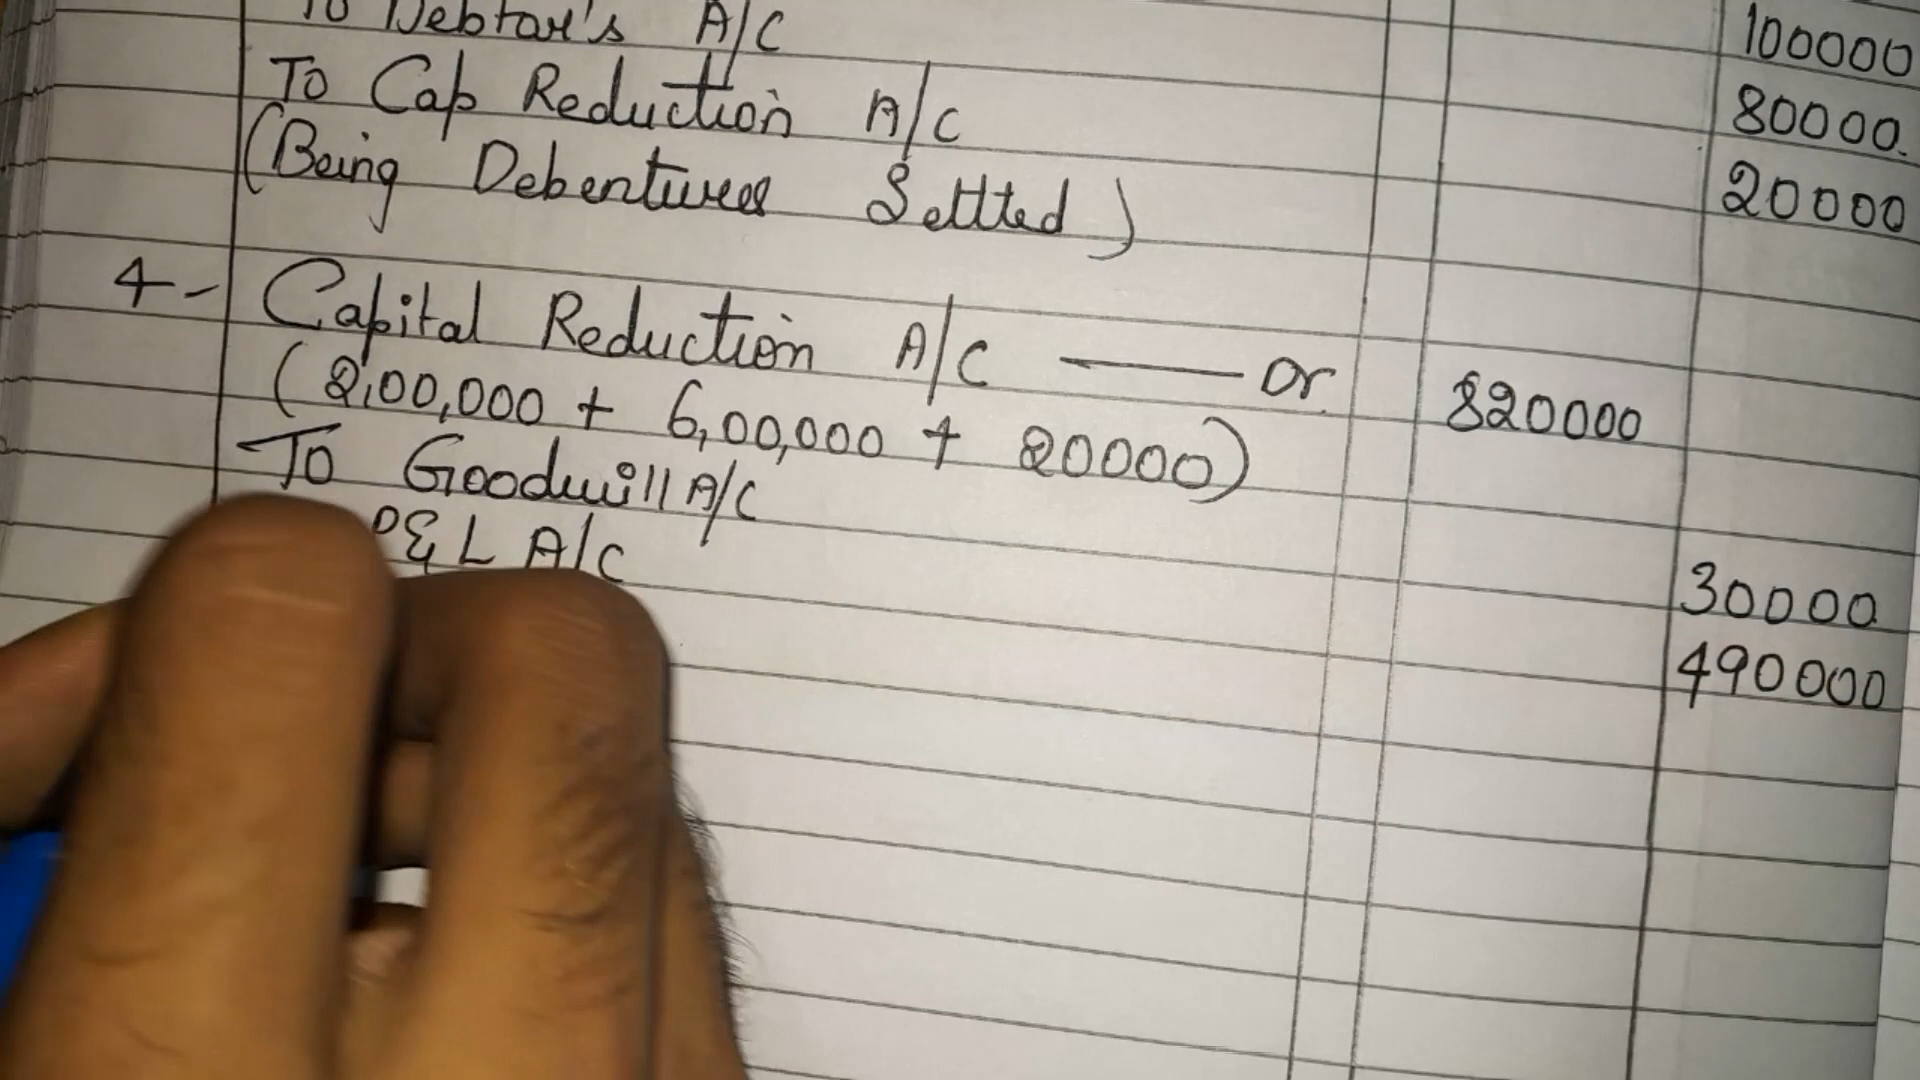 To Debtor's A/C 100000
To Cap Reduction A/C 80000.
(Being Debentures Settled) 20000
4- Capital Reduction A/C —— Dr. 820000
(2,00,000 + 6,00,000 + 20000)
To Goodwill A/C 30000
P&L A/C 490000